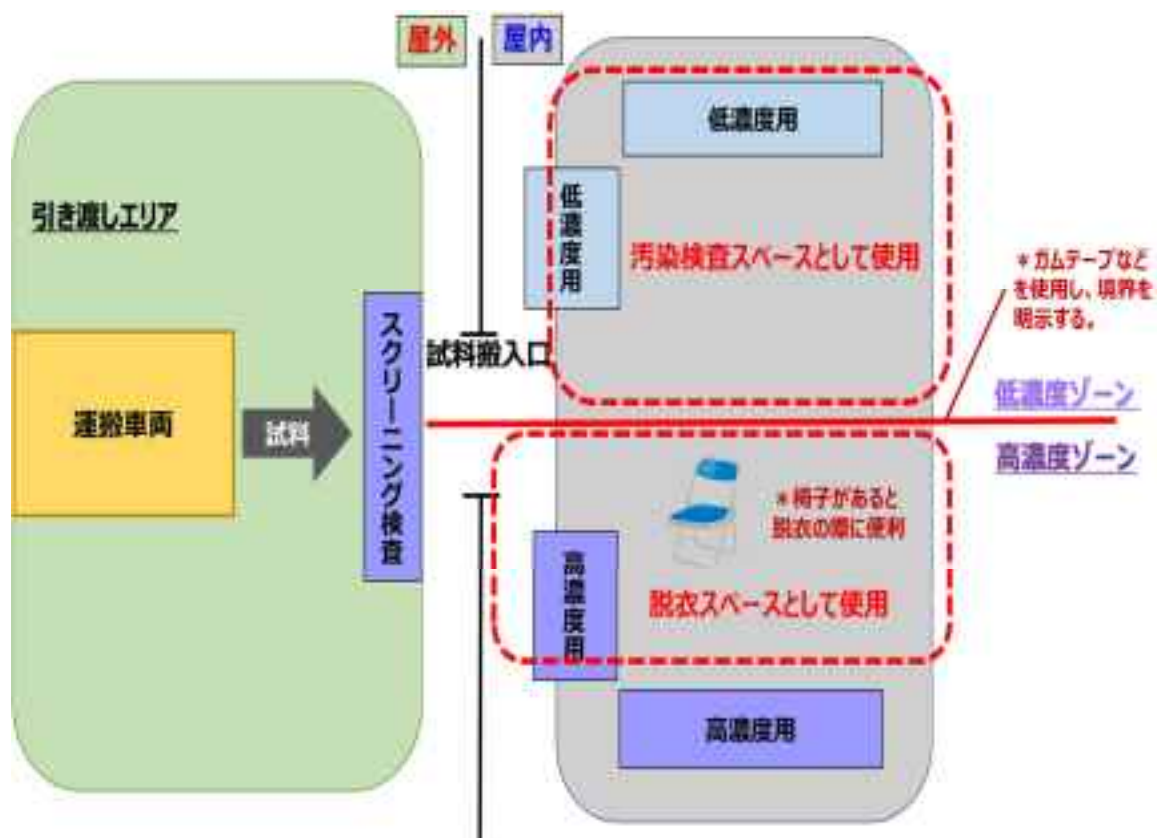 屋外
屋内
低濃度用
引き渡しエリア
低濃度用
汚染検査スペースとして使用
*ガムテープなど
を使用し、境界を
明示する。
スクリーニング検査
試料搬入口
運搬車両
試料
低濃度ゾーン
高濃度ゾーン
*椅子があると
脱衣の際に便利
高濃度用
脱衣スペースとして使用
高濃度用